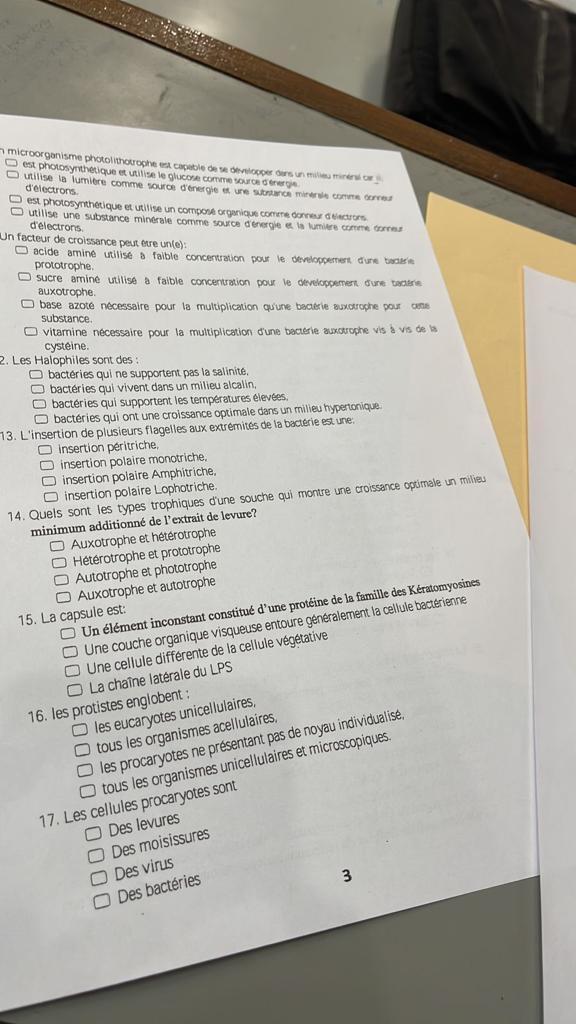 microorganisme photolithotrophe est capable de se développer dans un milieu minéral car il:
est photosynthétique et utilise le glucose comme source d'énergie.
utilise la lumière comme source d'énergie et une substance minérale comme donneur
d'électrons.
est photosynthétique et utilise un composé organique comme donneur d'électrons.
utilise une substance minérale comme source d'énergie et la lumière comme donneur
d'électrons.
Un facteur de croissance peut être un(e):
acide aminé utilisé à faible concentration pour le développement d'une bactérie
prototrophe.
sucre aminé utilisé à faible concentration pour le développement d'une bactérie
auxotrophe.
base azoté nécessaire pour la multiplication qu'une bactérie auxotrophe pour cette
substance.
vitamine nécessaire pour la multiplication d'une bactérie auxotrophe vis à vis de la
cystéine.
2. Les Halophiles sont des :
bactéries qui ne supportent pas la salinité,
bactéries qui vivent dans un milieu alcalin,
bactéries qui supportent les températures élevées,
bactéries qui ont une croissance optimale dans un milieu hypertonique.
13. L'insertion de plusieurs flagelles aux extrémités de la bactérie est une:
insertion péritriche,
insertion polaire monotriche,
insertion polaire Amphitriche,
insertion polaire Lophotriche.
14. Quels sont les types trophiques d'une souche qui montre une croissance optimale un milieu
minimum additionné de l'extrait de levure?
Auxotrophe et hétérotrophe
Hétérotrophe et prototrophe
Autotrophe et phototrophe
Auxotrophe et autotrophe
15. La capsule est:
Un élément inconstant constitué d'une protéine de la famille des Kératomyosines
Une couche organique visqueuse entoure généralement la cellule bactérienne
Une cellule différente de la cellule végétative
La chaîne latérale du LPS
16. les protistes englobent :
les eucaryotes unicellulaires,
tous les organismes acellulaires,
les procaryotes ne présentant pas de noyau individualisé,
tous les organismes unicellulaires et microscopiques.
17. Les cellules procaryotes sont
Des levures
Des moisissures
Des virus
Des bactéries
3